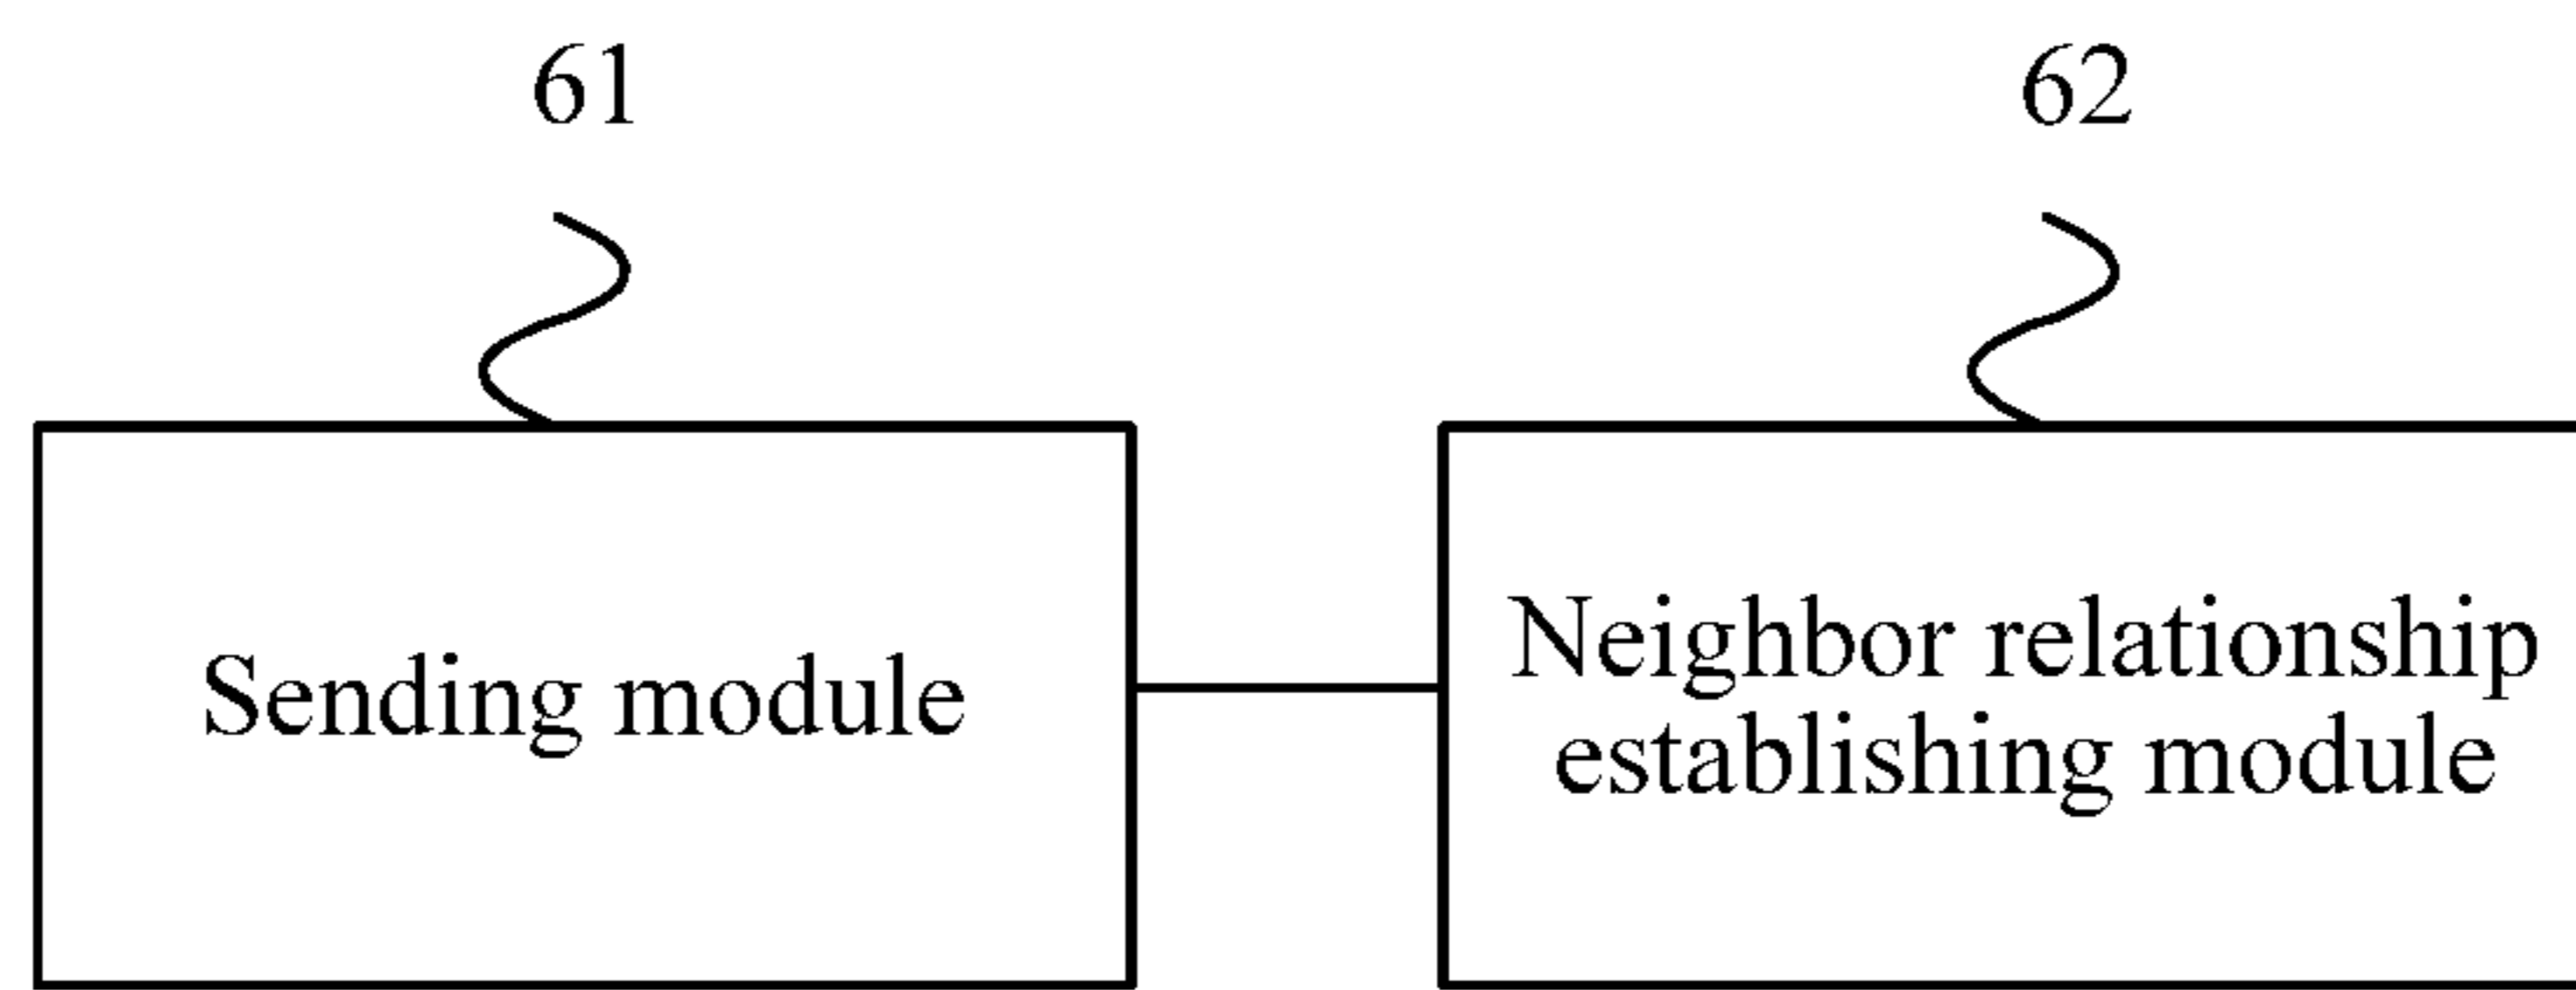 61
62
Sending module
Neighbor relationship
establishing module